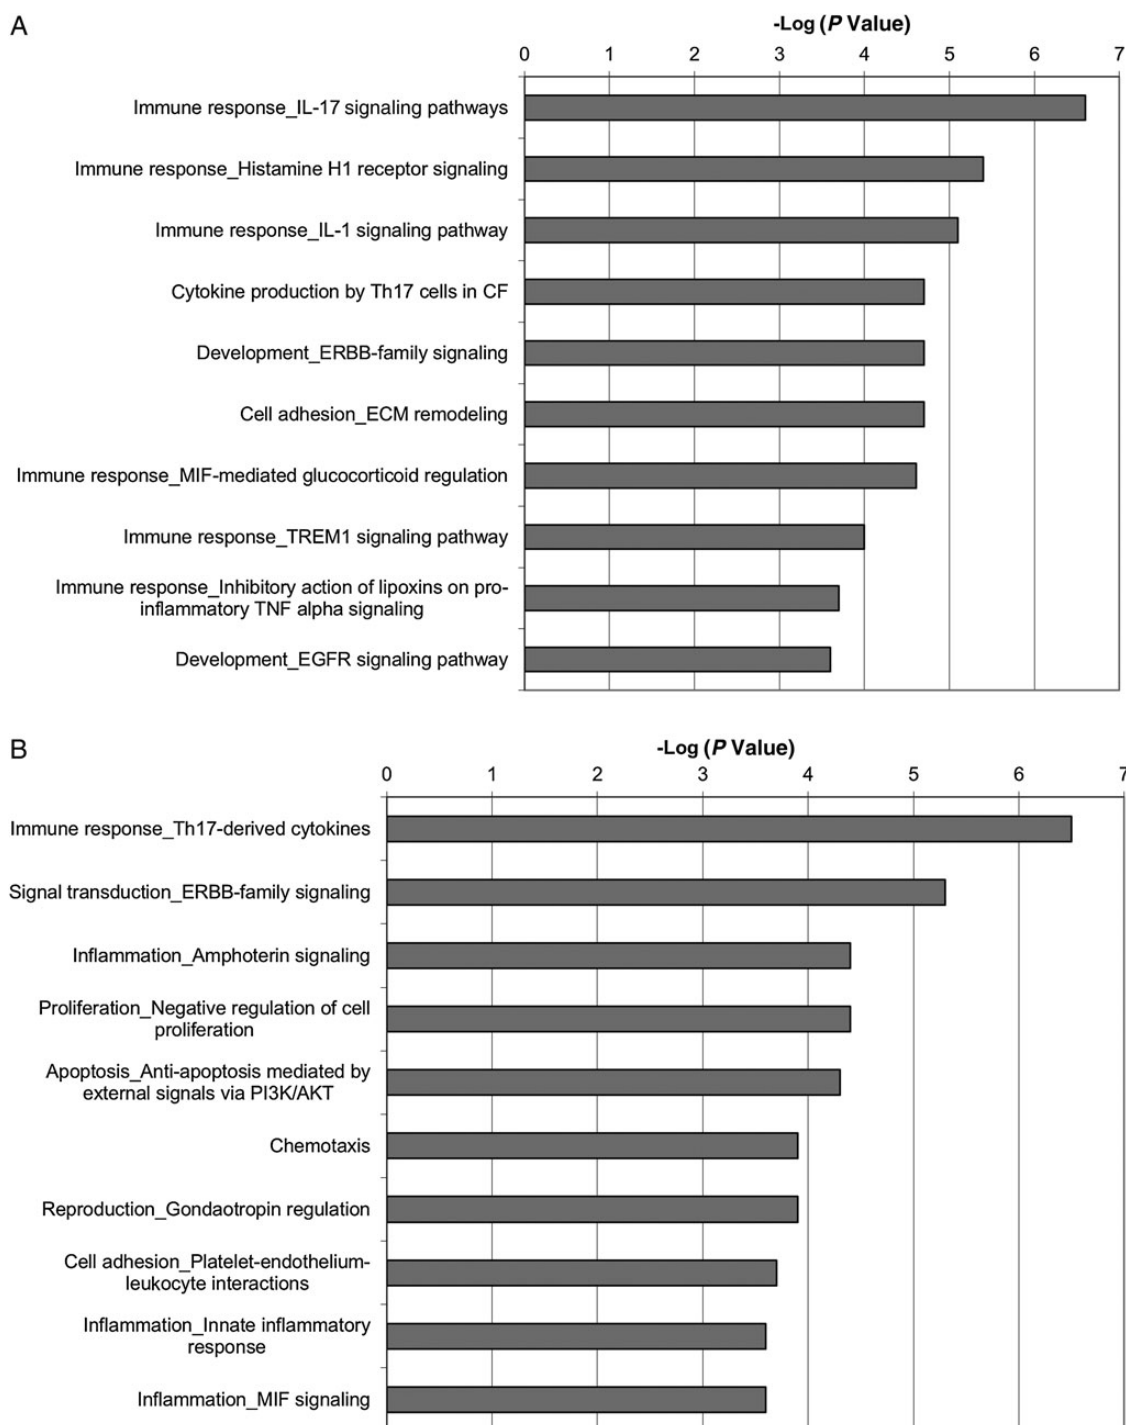 A
-Log (P Value)
0 1 2 3 4 5 6 7
Immune response_IL-17 signaling pathways
Immune response_Histamine H1 receptor signaling
Immune response_IL-1 signaling pathway
Cytokine production by Th17 cells in CF
Development_ERBB-family signaling
Cell adhesion_ECM remodeling
Immune response_MIF-mediated glucocorticoid regulation
Immune response_TREM1 signaling pathway
Immune response_Inhibitory action of lipoxins on pro-
inflammatory TNF alpha signaling
Development_EGFR signaling pathway
B
-Log (P Value)
0 1 2 3 4 5 6 7
Immune response_Th17-derived cytokines
Signal transduction_ERBB-family signaling
Inflammation_Amphoterin signaling
Proliferation_Negative regulation of cell
proliferation
Apoptosis_Anti-apoptosis mediated by
external signals via PI3K/AKT
Chemotaxis
Reproduction_Gondaotropin regulation
Cell adhesion_Platelet-endothelium-
leukocyte interactions
Inflammation_Innate inflammatory
response
Inflammation_MIF signaling